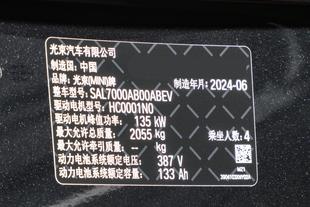 光束汽车有限公司
制造国：中国
品牌：光束(MINI)牌 制造年月：2024-06
整车型号：SAL7000AB00ABEV
驱动电机型号：HC0001N0
驱动电机峰值功率：135 kW
最大允许总质量：2055 kg 乘坐人数：4
最大允许牵引质量：-- kg
动力电池系统额定电压：387 V
动力电池系统额定容量：133 Ah